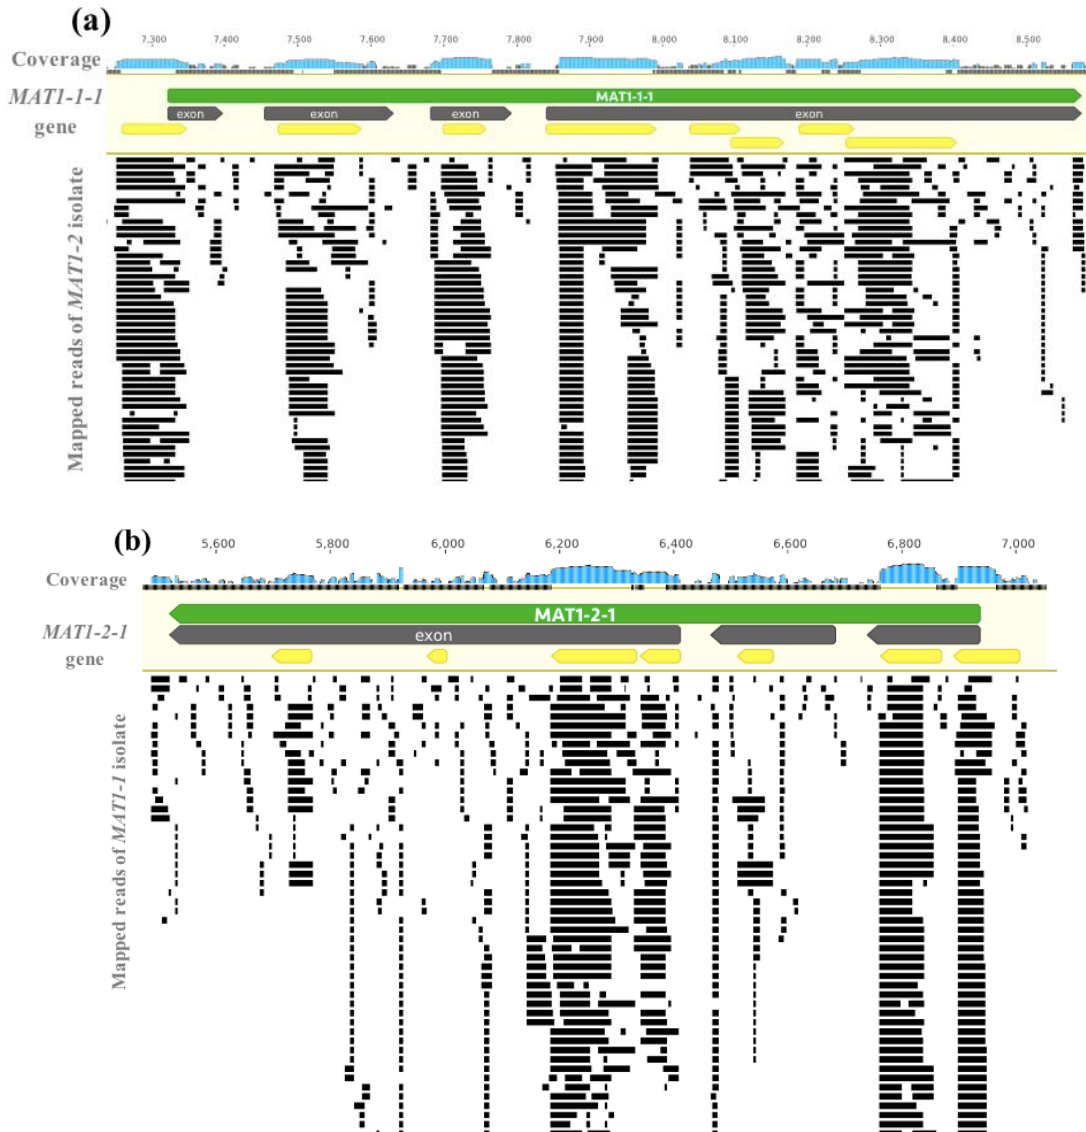 (a)
7,300 7,400 7,500 7,600 7,700 7,800 7,900 8,000 8,100 8,200 8,300 8,400 8,500
Coverage
MAT1-1-1
MAT1-1-1
gene
exon exon exon exon
Mapped reads of MAT1-2 isolate
(b)
5,600 5,800 6,000 6,200 6,400 6,600 6,800 7,000
Coverage
MAT1-2-1
MAT1-2-1
gene
exon
Mapped reads of MAT1-1 isolate